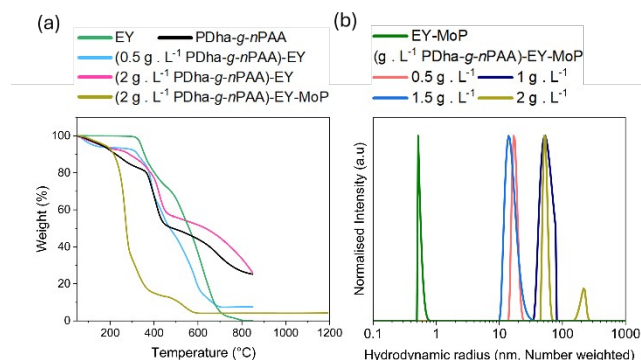 (a)
EY PDha-g-nPAA
(0.5 g . L⁻¹ PDha-g-nPAA)-EY
(2 g . L⁻¹ PDha-g-nPAA)-EY
(2 g . L⁻¹ PDha-g-nPAA)-EY-MoP
100
80
60
40
20
0
Weight (%)
200 400 600 800 1000 1200
Temperature (°C)
(b)
EY-MoP
(g . L⁻¹ PDha-g-nPAA)-EY-MoP
0.5 g . L⁻¹ 1 g . L⁻¹
1.5 g . L⁻¹ 2 g . L⁻¹
Normalised Intensity (a.u)
0.1 1 10 100 1000
Hydrodynamic radius (nm, Number weighted)